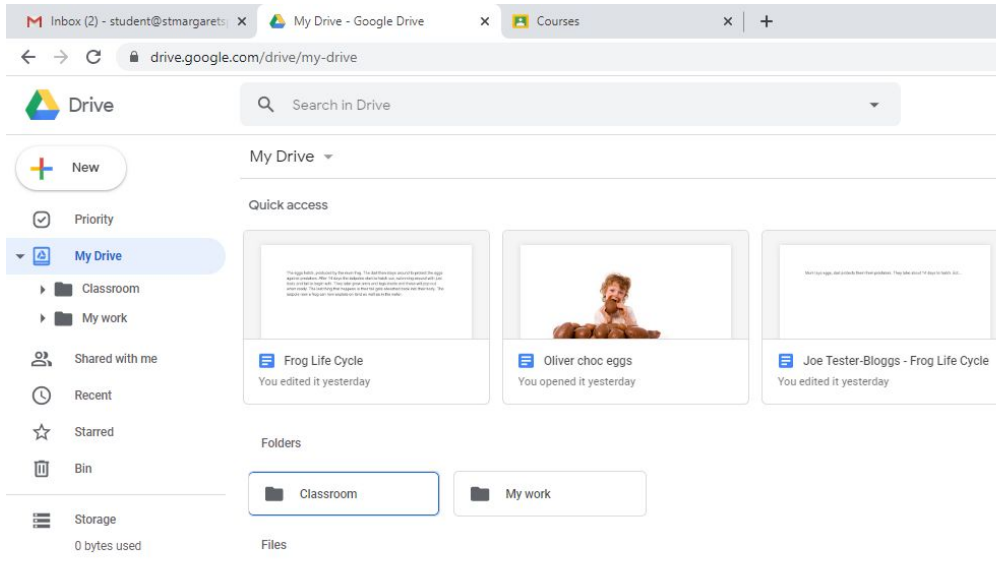 Inbox (2) - student@stmargarets
My Drive - Google Drive
Courses
drive.google.com/drive/my-drive
Drive
Search in Drive
New
My Drive
Quick access
Priority
My Drive
Classroom
My work
Shared with me
Recent
Starred
Bin
Storage
0 bytes used
Frog Life Cycle
You edited it yesterday
Oliver choc eggs
You opened it yesterday
Joe Tester-Bloggs - Frog Life Cycle
You edited it yesterday
Folders
Classroom
My work
Files